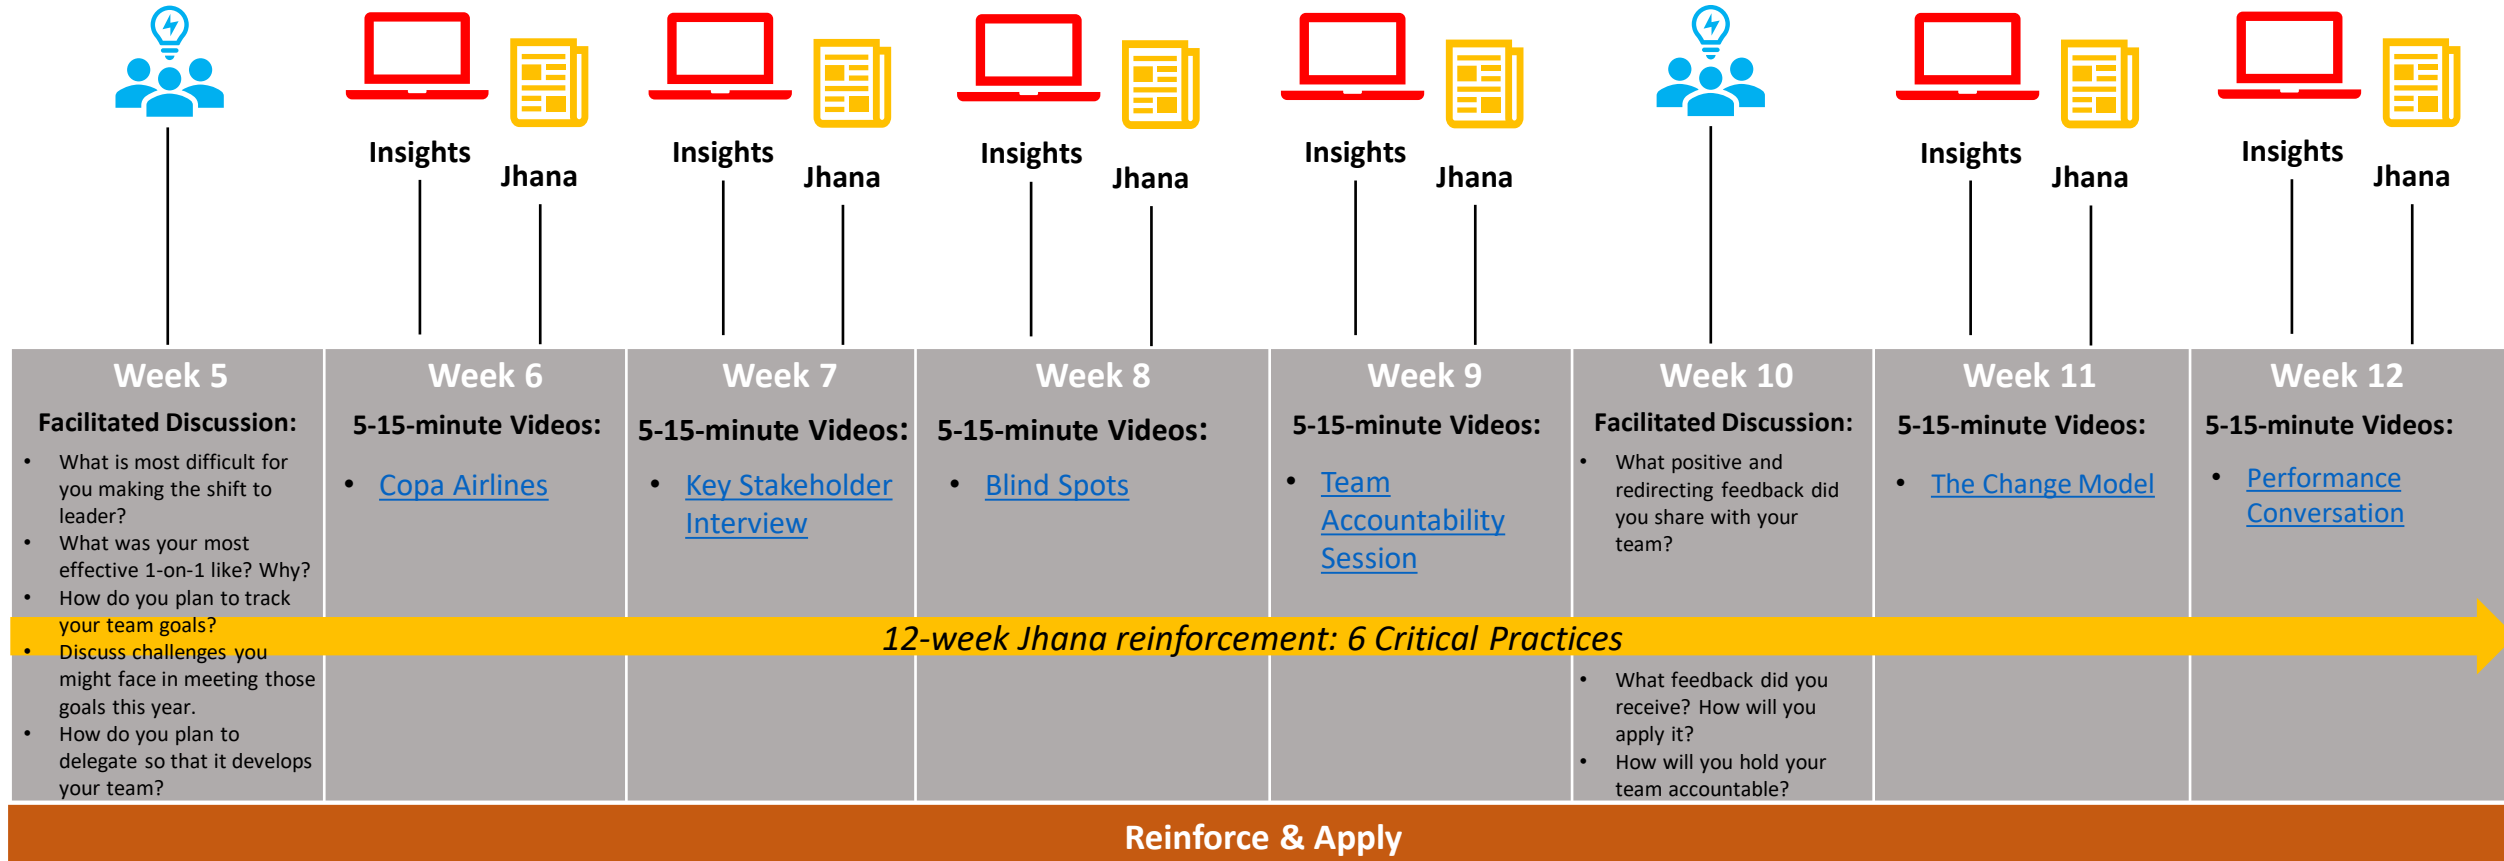 Insights
Jhana
Insights
Jhana
Insights
Jhana
Insights
Jhana
Insights
Jhana
Insights
Jhana
Week 5
Facilitated Discussion:
• What is most difficult for
you making the shift to
leader?
• What was your most
effective 1-on-1 like? Why?
• How do you plan to track
your team goals?
• Discuss challenges you
might face in meeting those
goals this year.
• How do you plan to
delegate so that it develops
your team?
Week 6
5-15-minute Videos:
• Copa Airlines
Week 7
5-15-minute Videos:
• Key Stakeholder
Interview
Week 8
5-15-minute Videos:
• Blind Spots
Week 9
5-15-minute Videos:
• Team
Accountability
Session
Week 10
Facilitated Discussion:
• What positive and
redirecting feedback did
you share with your
team?
• What feedback did you
receive? How will you
apply it?
• How will you hold your
team accountable?
Week 11
5-15-minute Videos:
• The Change Model
Week 12
5-15-minute Videos:
• Performance
Conversation
12-week Jhana reinforcement: 6 Critical Practices
Reinforce & Apply